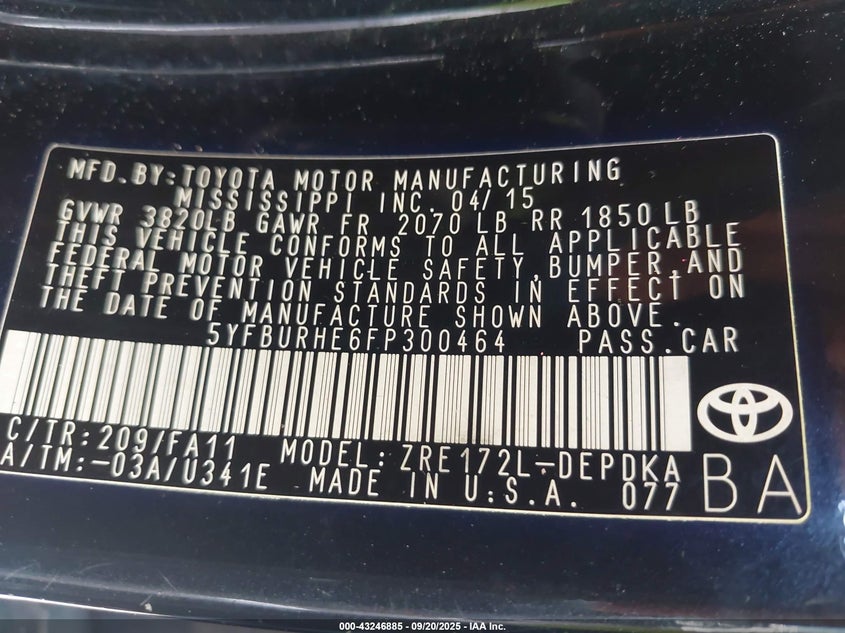 MFD.BY:TOYOTA MOTOR MANUFACTURING
MISSISSIPPI INC. 04/15
GVWR 3820LB GAWR FR 2070 LB RR 1850LB
THIS VEHICLE CONFORMS TO ALL APPLICABLE
FEDERAL MOTOR VEHICLE SAFETY,BUMPER,AND
THEFT PREVENTION STANDARDS IN EFFECT ON
THE DATE OF MANUFACTURE SHOWN ABOVE.
5YFBURHE6FP300464 PASS.CAR
C/TR:209/FA11 MODEL:ZRE172L-DEPDKA
A/TM:-03A/U341E MADE IN U.S.A. 077
BA
000-43246885 - 09/20/2025 - IAA Inc.